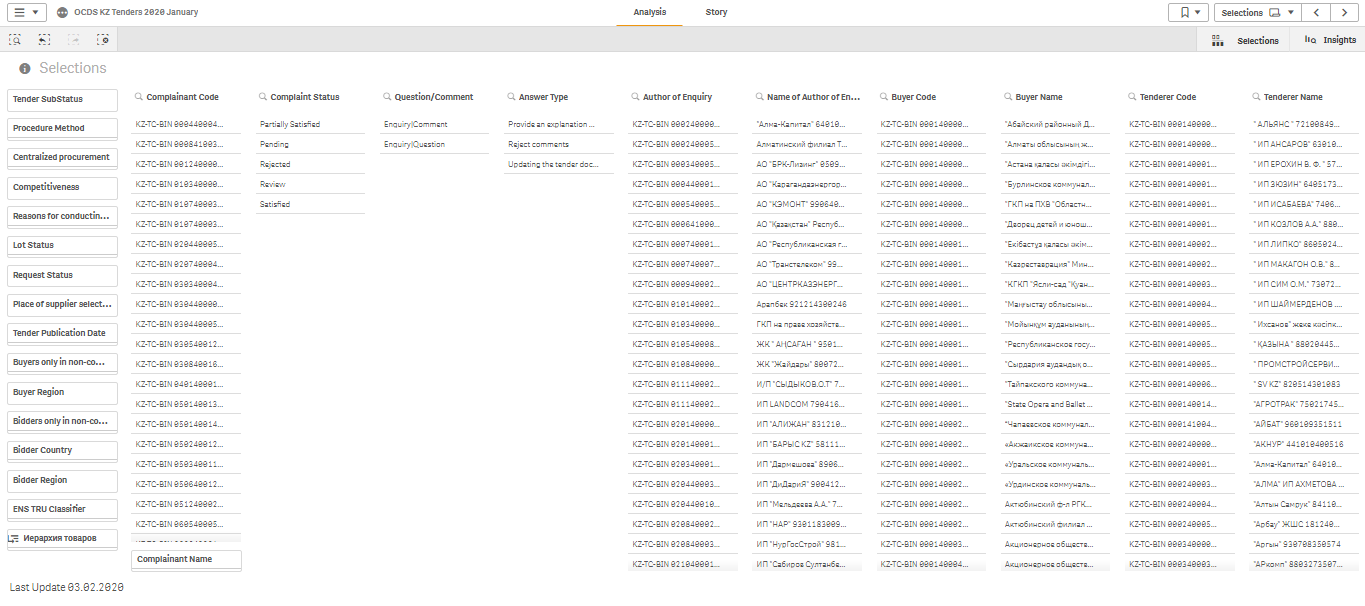 OCDS KZ Tenders 2020 January
Analysis
Story
Selections
Selections
Insights
Selections
Tender SubStatus
Procedure Method
Centralized procurement
Competitiveness
Reasons for conductin...
Lot Status
Request Status
Place of supplier select...
Tender Publication Date
Buyers only in non-co...
Buyer Region
Bidders only in non-co...
Bidder Country
Bidder Region
ENS TRU Classifier
Иерархия товаров
Complainant Code
KZ-TC-BIN 000440004...
KZ-TC-BIN 000841003...
KZ-TC-BIN 001240000...
KZ-TC-BIN 010340000...
KZ-TC-BIN 010740003...
KZ-TC-BIN 010740003...
KZ-TC-BIN 020440005...
KZ-TC-BIN 020740004...
KZ-TC-BIN 030340004...
KZ-TC-BIN 030440000...
KZ-TC-BIN 030440005...
KZ-TC-BIN 030540012...
KZ-TC-BIN 030840016...
KZ-TC-BIN 040140001...
KZ-TC-BIN 050140013...
KZ-TC-BIN 050140014...
KZ-TC-BIN 050240012...
KZ-TC-BIN 050340011...
KZ-TC-BIN 050640012...
KZ-TC-BIN 051240002...
KZ-TC-BIN 060540005...
Complainant Name
Complaint Status
Partially Satisfied
Pending
Rejected
Review
Satisfied
Question/Comment
Enquiry|Comment
Enquiry|Question
Answer Type
Provide an explanation ...
Reject comments
Updating the tender doc...
Author of Enquiry
KZ-TC-BIN 000240000...
KZ-TC-BIN 000240005...
KZ-TC-BIN 000340005...
KZ-TC-BIN 000440001...
KZ-TC-BIN 000540005...
KZ-TC-BIN 000641000...
KZ-TC-BIN 000740001...
KZ-TC-BIN 000740007...
KZ-TC-BIN 000940002...
KZ-TC-BIN 010140002...
KZ-TC-BIN 010340000...
KZ-TC-BIN 010540008...
KZ-TC-BIN 010840000...
KZ-TC-BIN 011140002...
KZ-TC-BIN 011140002...
KZ-TC-BIN 020140000...
KZ-TC-BIN 020140001...
KZ-TC-BIN 020340001...
KZ-TC-BIN 020440003...
KZ-TC-BIN 020440010...
KZ-TC-BIN 020840002...
KZ-TC-BIN 020840003...
KZ-TC-BIN 021040001...
Name of Author of En...
"Алма-Капитал" 64010...
Алматинский филиал Т...
АО "БРК-Лизинг" 0509...
АО "Карагандаэнергор...
АО "КЭМОНТ" 990640...
АО "Қазақстан" Респуб...
АО "Республиканская г...
АО "Транстелеком" 99...
АО "ЦЕНТРКАЗЭНЕРГ...
Арапбек 921214300246
ГКП на праве хозяйств...
ЖК " АҢСАҒАН " 9501...
ЖК "Жайдары" 80072...
И/П "СЫДЫКОВ.О.Т" 7...
ИП LANDCOM 790416...
ИП "АЛИЖАН" 831210...
ИП "БАРЫС KZ" 58111...
ИП "Дармешова" 8906...
ИП "ДиДариЯ" 900412...
ИП "Мельдеева А.А." 7...
ИП "НАР" 9301183009...
ИП "НурГосСтрой" 981...
ИП "Сабиров Султанбе...
Buyer Code
KZ-TC-BIN 000140000...
KZ-TC-BIN 000140000...
KZ-TC-BIN 000140000...
KZ-TC-BIN 000140000...
KZ-TC-BIN 000140000...
KZ-TC-BIN 000140000...
KZ-TC-BIN 000140001...
KZ-TC-BIN 000140001...
KZ-TC-BIN 000140001...
KZ-TC-BIN 000140001...
KZ-TC-BIN 000140001...
KZ-TC-BIN 000140001...
KZ-TC-BIN 000140001...
KZ-TC-BIN 000140001...
KZ-TC-BIN 000140001...
KZ-TC-BIN 000140002...
KZ-TC-BIN 000140002...
KZ-TC-BIN 000140002...
KZ-TC-BIN 000140002...
KZ-TC-BIN 000140002...
KZ-TC-BIN 000140002...
KZ-TC-BIN 000140003...
KZ-TC-BIN 000140004...
Buyer Name
"Абайский районный Д...
"Алматы облысының ж...
"Астана қаласы әкімдігі...
"Бурлинское коммунал...
"ГКП на ПХВ "Областн...
"Дворец детей и юнош...
"Екібастұз қаласы әкім...
"Казреставрация" Мин...
"КГКП "Ясли-сад "Қуан...
"Маңғыстау облысыны...
"Мойынқұм ауданының...
"Республиканское госу...
"Сырдария аудандық о...
"Тайпакского коммуна...
"State Opera and Ballet ...
"Чапаевское коммунал...
«Акжаикское коммуна...
«Уральское коммуналь...
«Урдинское коммуналь...
Актюбинский ф-л РГК...
Актюбинский филиал ...
Акционерное обществ...
Акционерное обществ...
Tenderer Code
KZ-TC-BIN 000140000...
KZ-TC-BIN 000140000...
KZ-TC-BIN 000140001...
KZ-TC-BIN 000140001...
KZ-TC-BIN 000140001...
KZ-TC-BIN 000140001...
KZ-TC-BIN 000140002...
KZ-TC-BIN 000140002...
KZ-TC-BIN 000140003...
KZ-TC-BIN 000140004...
KZ-TC-BIN 000140005...
KZ-TC-BIN 000140005...
KZ-TC-BIN 000140005...
KZ-TC-BIN 000140006...
KZ-TC-BIN 000141000...
KZ-TC-BIN 000141004...
KZ-TC-BIN 000240000...
KZ-TC-BIN 000240001...
KZ-TC-BIN 000240003...
KZ-TC-BIN 000240004...
KZ-TC-BIN 000240005...
KZ-TC-BIN 000340000...
KZ-TC-BIN 000340003...
Tenderer Name
" АЛЬЯНС " 72100849...
" ИП АНСАРОВ" 63010...
" ИП ЕРОХИН В. Ф. " 57...
" ИП ЗЮЗИН" 6405173...
" ИП ИСАБАЕВА" 7406...
" ИП КОЗЛОВ А.А." 880...
" ИП ЛИПКО" 8605024...
" ИП МАКАГОН О.В." 8...
" ИП СИМ О.М." 73072...
" ИП ШАЙМЕРДЕНОВ ...
"Ихсанов" жеке кәсіпк...
" ҚАЗЫНА " 88020445...
" ПРОМСТРОЙСЕРВИ...
"SV KZ" 820514301083
"АГРОТРАК" 75021745...
"АЙБАТ" 960109351511
"АКНУР" 441010400516
"Алма-Капитал" 64010...
"АЛМА" ИП АХМЕТОВА ...
"Алтын Самрук" 84110...
"Арбау" ЖШС 181240...
"Аргын" 930708350574
"АРкомп" 8803273507...
Last Update 03.02.2020